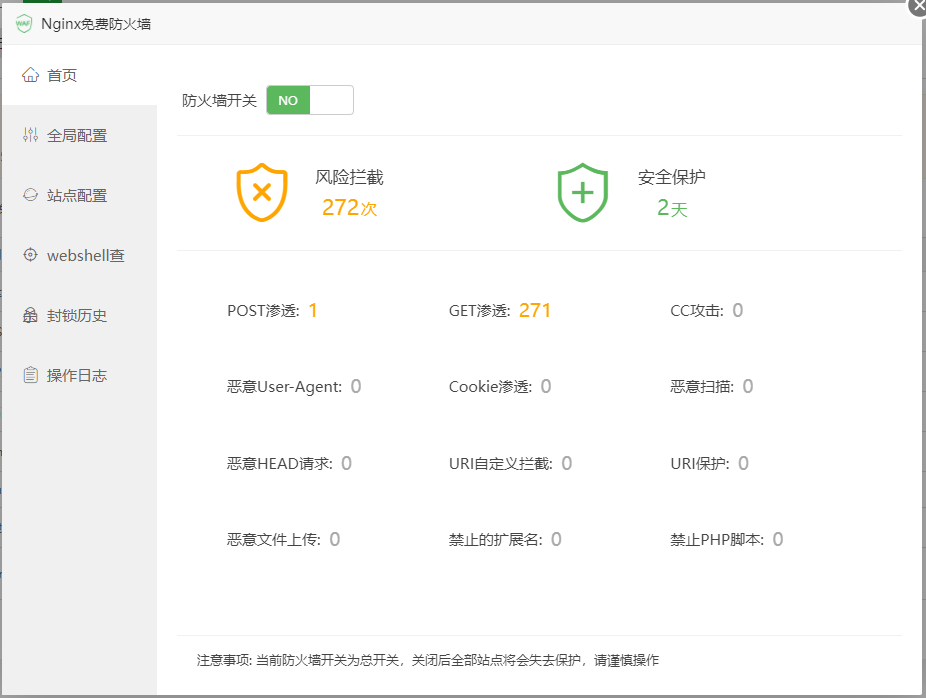 WAF Nginx免费防火墙
首页
全局配置
站点配置
webshell查
封锁历史
操作日志
防火墙开关 NO
风险拦截
272次
安全保护
2天
POST渗透: 1 GET渗透: 271 CC攻击: 0
恶意User-Agent: 0 Cookie渗透: 0 恶意扫描: 0
恶意HEAD请求: 0 URI自定义拦截: 0 URI保护: 0
恶意文件上传: 0 禁止的扩展名: 0 禁止PHP脚本: 0
注意事项: 当前防火墙开关为总开关，关闭后全部站点将会失去保护，请谨慎操作